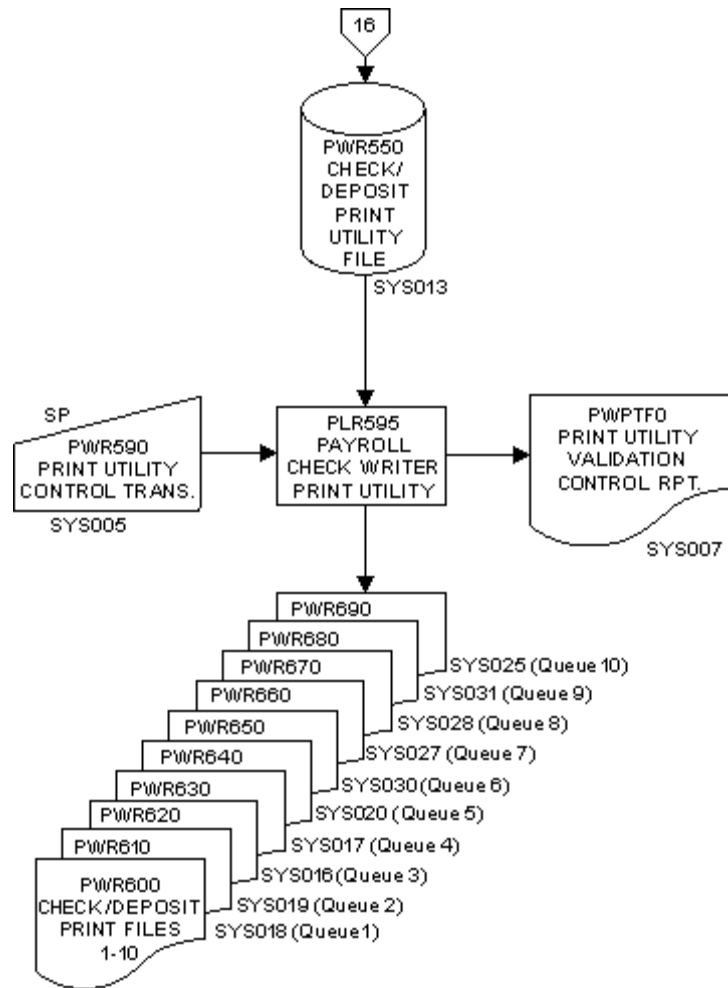 16
PWR550
CHECK/
DEPOSIT
PRINT
UTILITY
FILE
SYS013
SP
PWR590
PRINT UTILITY
CONTROL TRANS.
SYS005
PLR595
PAYROLL
CHECK WRITER
PRINT UTILITY
PWPTF0
PRINT UTILITY
VALIDATION
CONTROL RPT.
SYS007
PWR690
SYS025 (Queue 10)
PWR680
SYS031 (Queue 9)
PWR670
SYS028 (Queue 8)
PWR660
SYS027 (Queue 7)
PWR650
SYS030 (Queue 6)
PWR640
SYS020 (Queue 5)
PWR630
SYS017 (Queue 4)
PWR620
SYS016 (Queue 3)
PWR610
SYS019 (Queue 2)
PWR600
CHECK/DEPOSIT
PRINT FILES
1-10
SYS018 (Queue 1)